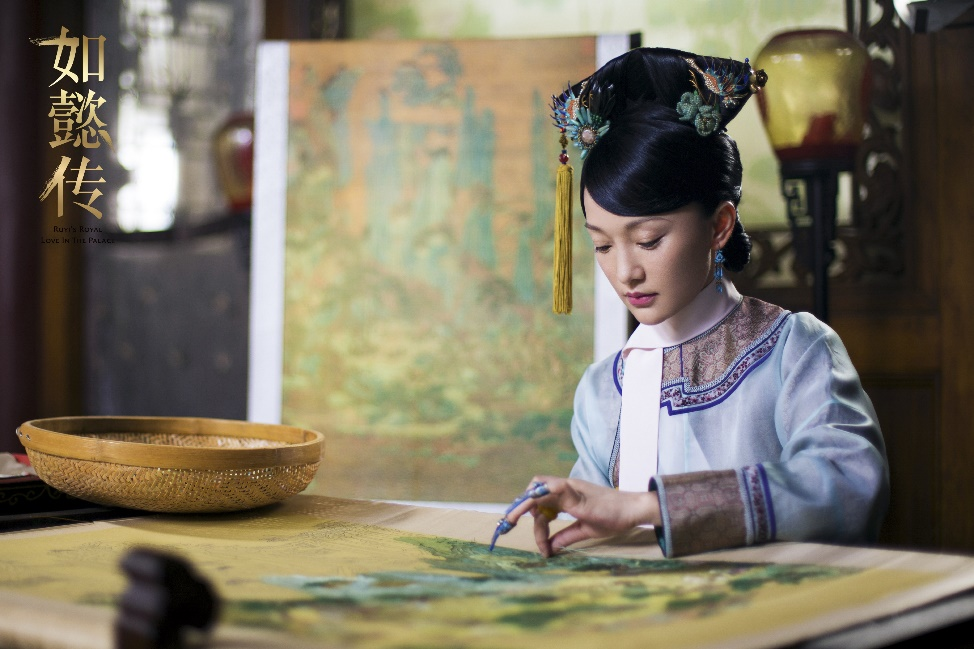 如懿传
RUYI'S ROYAL
LOVE IN THE PALACE